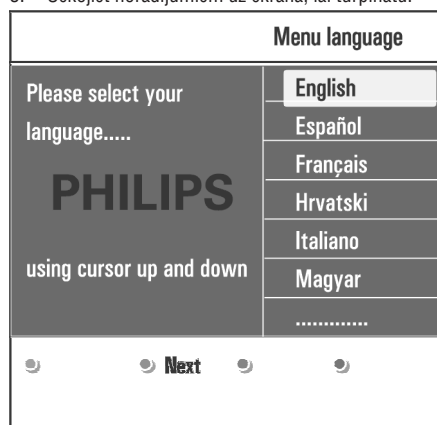 Menu language
Please select your
language.....
PHILIPS
using cursor up and down
English
Español
Français
Hrvatski
Italiano
Magyar
.............
Next